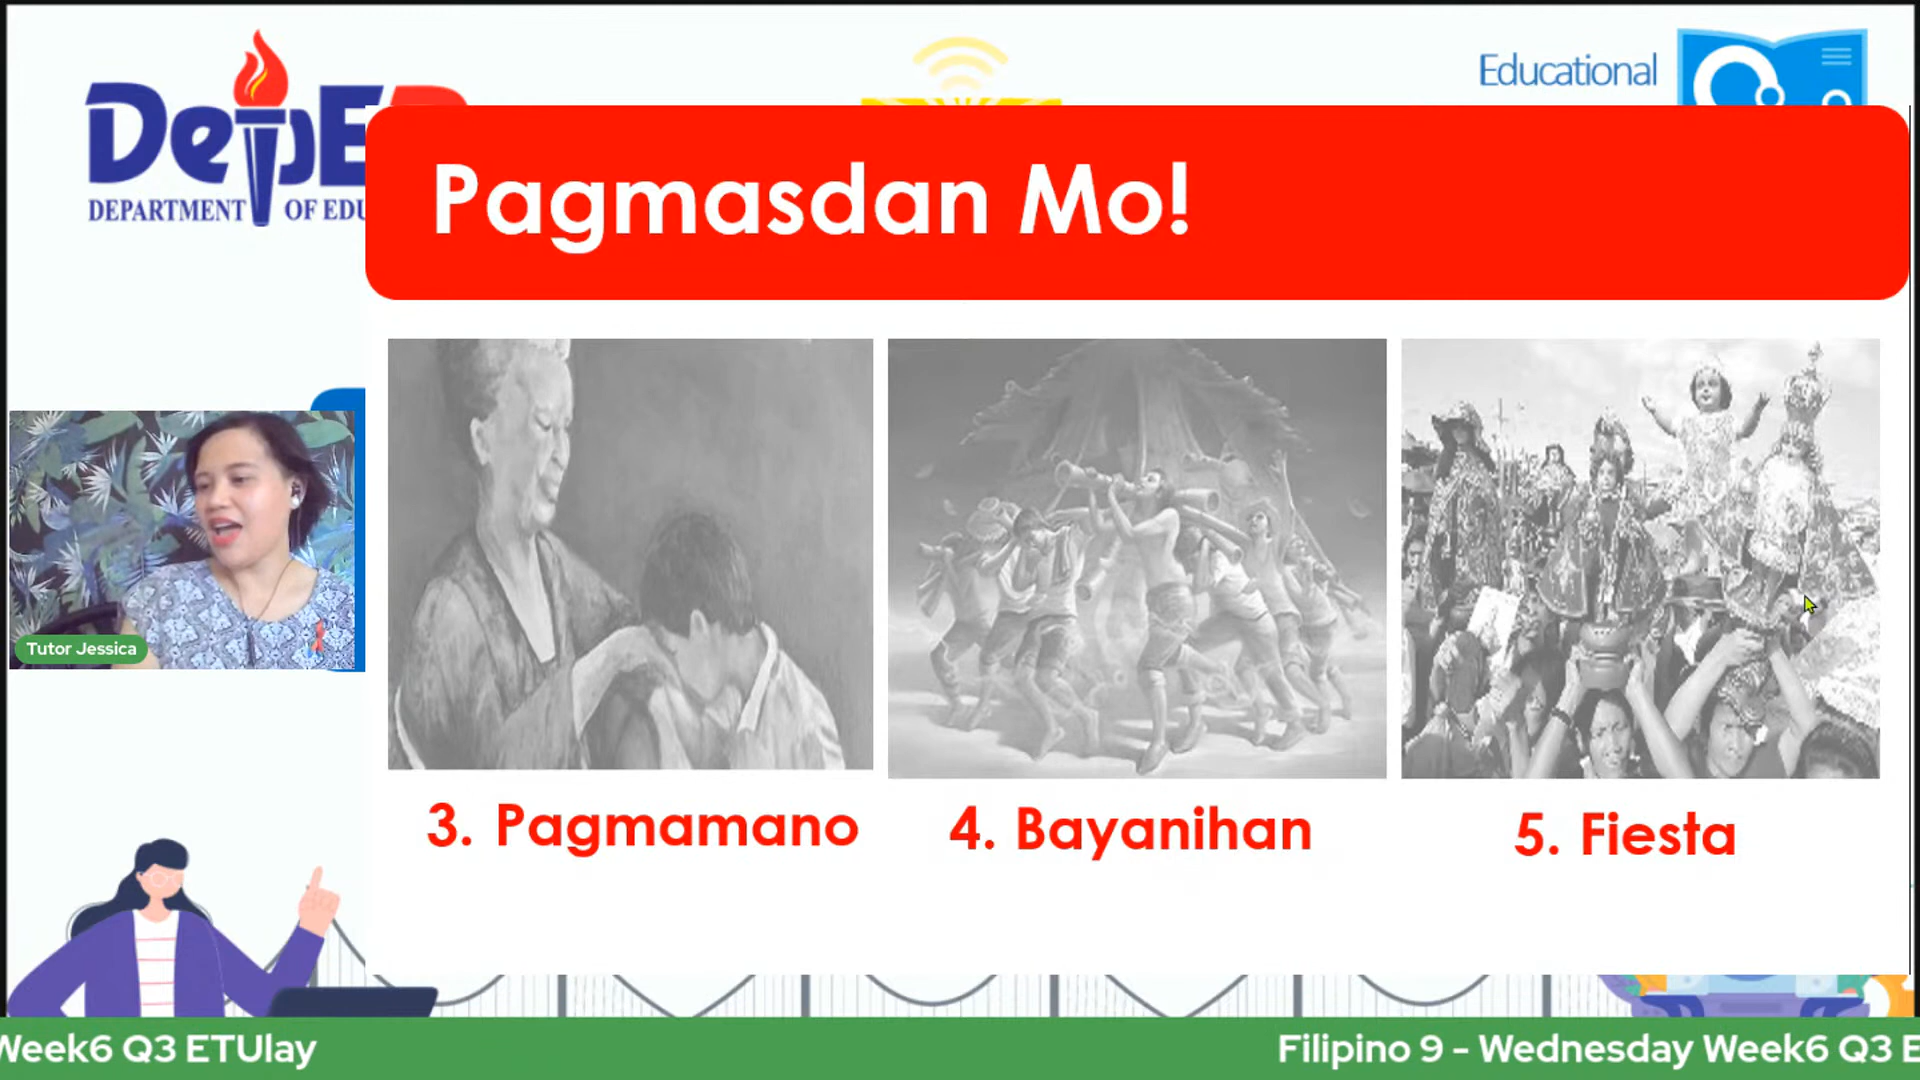 DepED
DEPARTMENT OF EDU
Educational
Pagmasdan Mo!
Tutor Jessica
3. Pagmamano
4. Bayanihan
5. Fiesta
Week6 Q3 ETUlay
Filipino 9 - Wednesday Week6 Q3 E